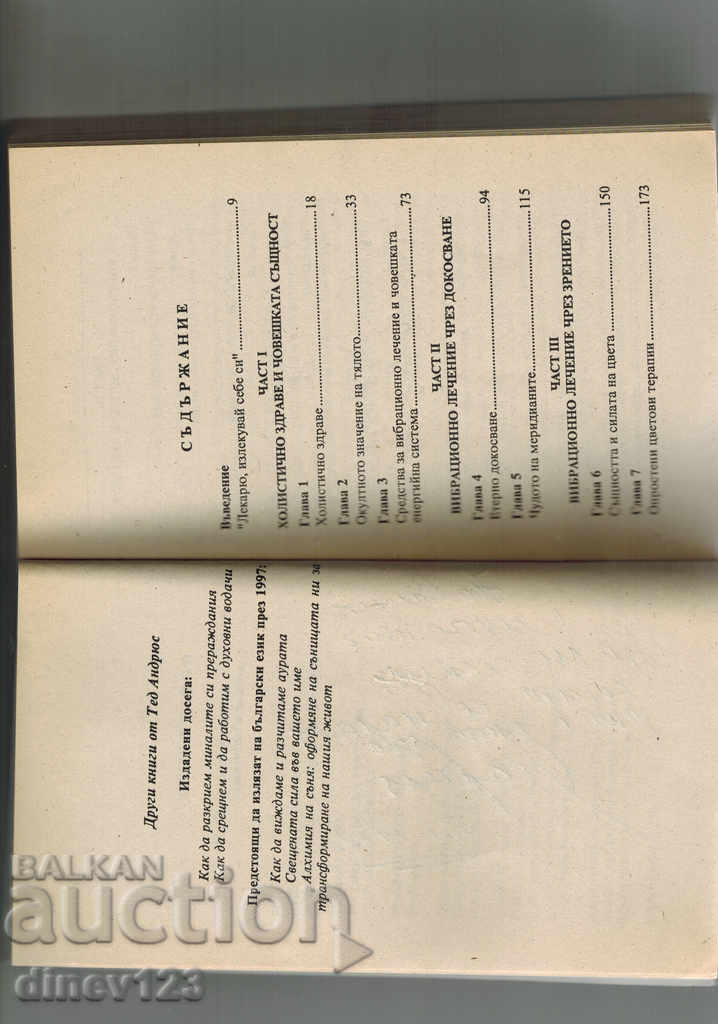 Други книги от Тед Андрюс
Издадени досега:
Как да разкрием миналите си прераждания
Как да срещнем и да работим с духовни водачи
Предстоящи да излязат на български език през 1997:
Как да виждаме и разчитаме аурата
Свещената сила във вашето име
Алхимия на съня: оформяне на сънищата ни за
трансформиране на нашия живот
СЪДЪРЖАНИЕ
Въведение
"Лекарю, излекувай себе си"..............................9
ЧАСТ I
ХОЛИСТИЧНО ЗДРАВЕ И ЧОВЕШКАТА СЪЩНОСТ
Глава 1
Холистично здраве..............................18
Глава 2
Окултното значение на тялото..............................33
Глава 3
Средства за вибрационно лечение и човешката
енергийна система..............................73
ЧАСТ II
ВИБРАЦИОННО ЛЕЧЕНИЕ ЧРЕЗ ДОКОСВАНЕ
Глава 4
Етерно докосване..............................94
Глава 5
Чудото на меридианите..............................115
ЧАСТ III
ВИБРАЦИОННО ЛЕЧЕНИЕ ЧРЕЗ ЗРЕНИЕТО
Глава 6
Същността и силата на цвета..............................150
Глава 7
Опростени цветови терапии..............................173
BALKAN
auction
dinev123